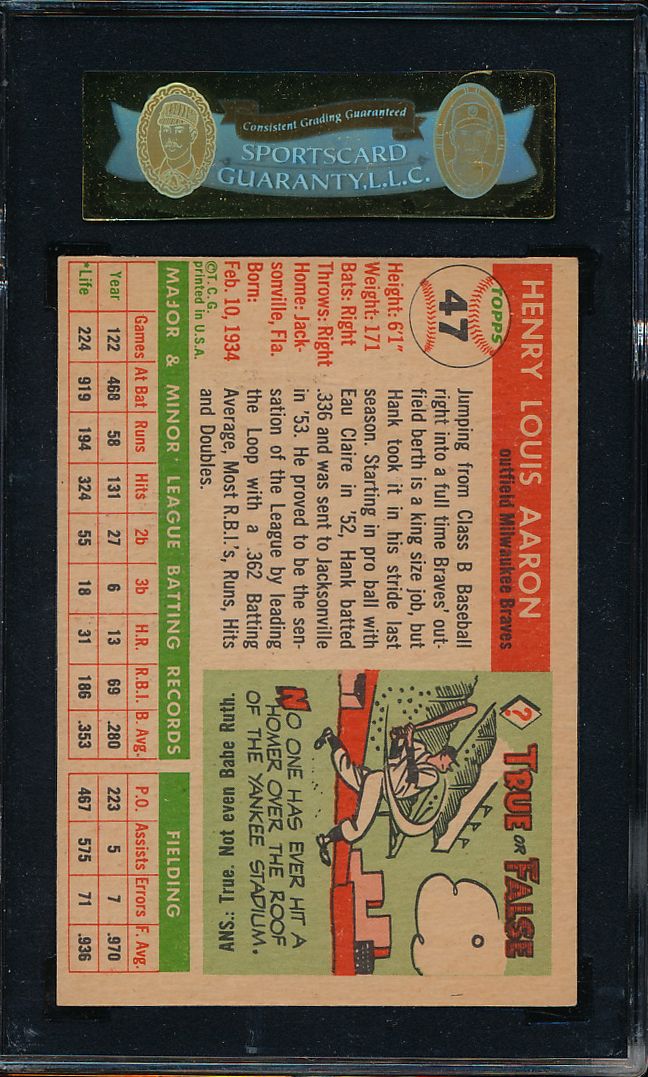 Consistent Grading Guaranteed
SPORTSCARD
GUARANTY, L.L.C.
TOPPS
47
HENRY LOUIS AARON
outfield Milwaukee Braves
Height: 6'1"
Weight: 171
Bats: Right
Throws: Right
Home: Jack-
sonville, Fla.
Born:
Feb. 10, 1934
©T. C. G.
printed in U.S.A.
Jumping from Class B Baseball
right into a full time Braves' out-
field berth is a king size job, but
Hank took it in his stride last
season. Starting in pro ball with
Eau Claire in '52, Hank batted
.336 and was sent to Jacksonville
in '53. He proved to be the sen-
sation of the League by leading
the Loop with a .362 Batting
Average, Most R.B.I.'s, Runs, Hits
and Doubles.
? TRUE OR FALSE
NO ONE HAS EVER HIT A
HOMER OVER THE ROOF
OF THE YANKEE STADIUM.
ANS.: True. Not even Babe Ruth.
MAJOR & MINOR LEAGUE BATTING RECORDS FIELDING
Games At Bat Runs Hits 2b 3b H.R. R.B.I. B. Avg. P.O. Assists Errors F. Avg.
Year 122 468 58 131 27 6 13 69 .280 223 5 7 .970
*Life 224 919 194 324 55 18 31 186 .353 467 575 71 .936